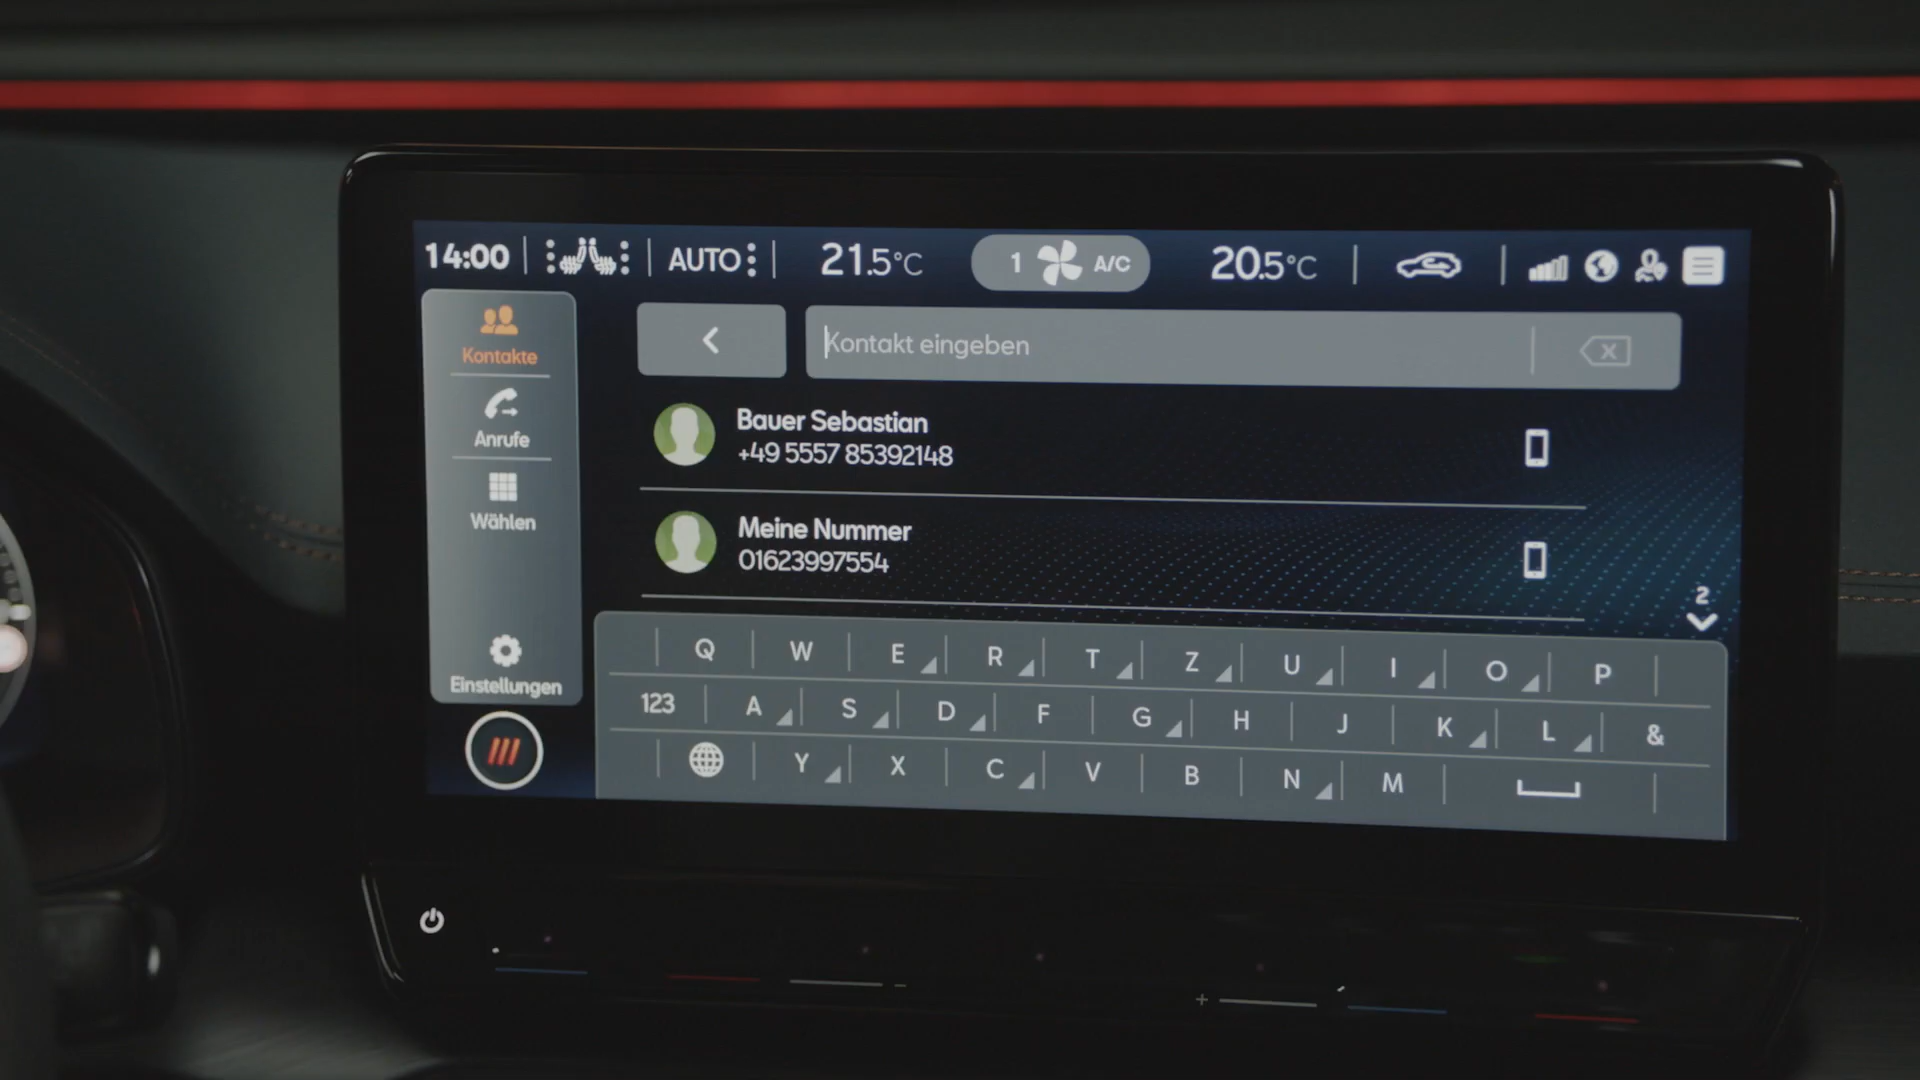 14:00 AUTO 21.5°C 1 A/C 20.5°C
Kontakte
Anrufe
Wählen
Einstellungen
Kontakt eingeben
Bauer Sebastian
+49 5557 85392148
Meine Nummer
01623997554
2
Q W E R T Z U I O P
123 A S D F G H J K L &
Y X C V B N M
- +